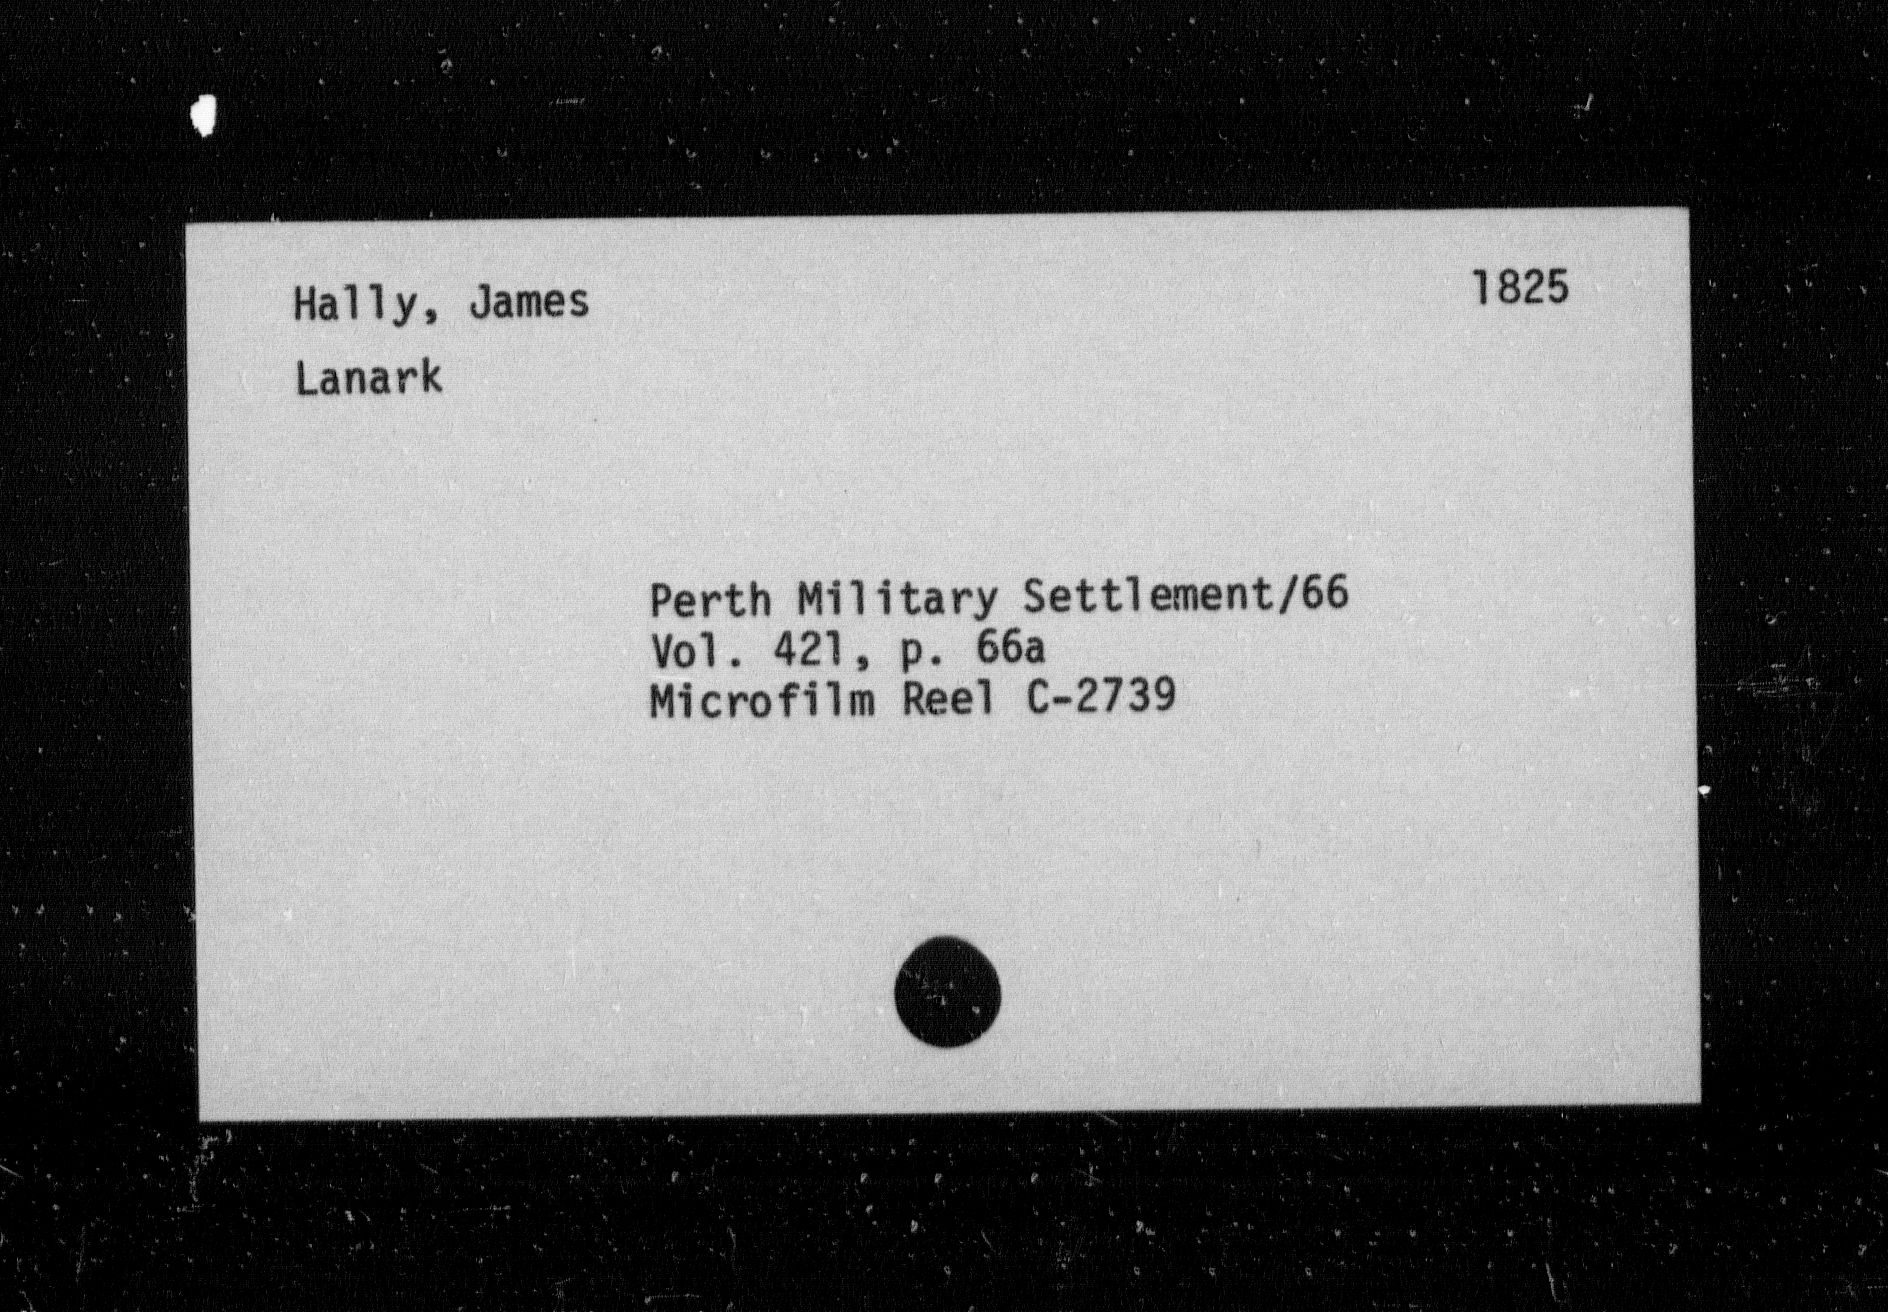 Hally, James 1825
Lanark
Perth Military Settlement/66
Vol. 421, p. 66a
Microfilm Reel C-2739